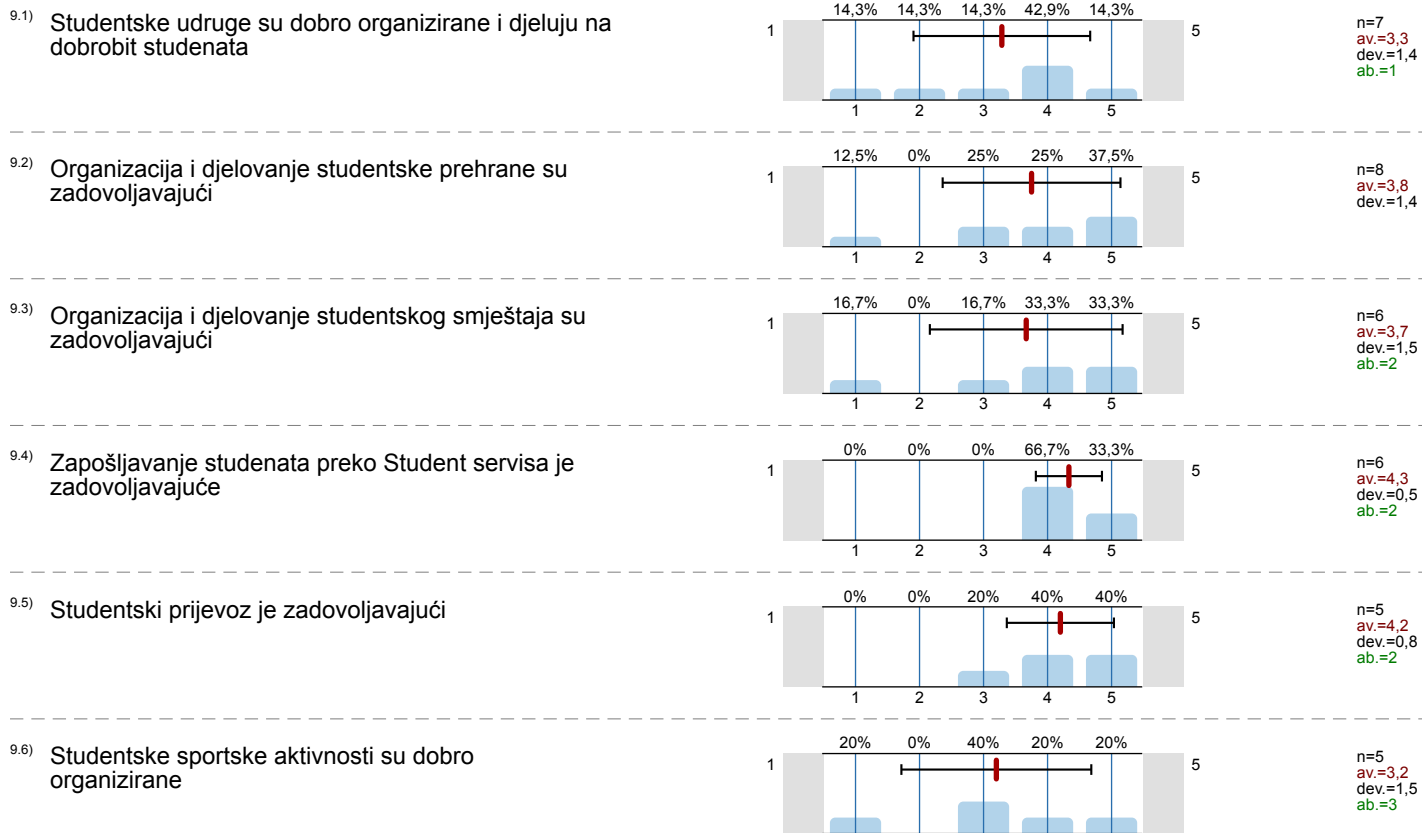 9.1) Studentske udruge su dobro organizirane i djeluju na
dobrobit studenata
14,3% 14,3% 14,3% 42,9% 14,3%
1 5
1 2 3 4 5
n=7
av.=3,3
dev.=1,4
ab.=1
9.2) Organizacija i djelovanje studentske prehrane su
zadovoljavajući
12,5% 0% 25% 25% 37,5%
1 5
1 2 3 4 5
n=8
av.=3,8
dev.=1,4
9.3) Organizacija i djelovanje studentskog smještaja su
zadovoljavajući
16,7% 0% 16,7% 33,3% 33,3%
1 5
1 2 3 4 5
n=6
av.=3,7
dev.=1,5
ab.=2
9.4) Zapošljavanje studenata preko Student servisa je
zadovoljavajuće
0% 0% 0% 66,7% 33,3%
1 5
1 2 3 4 5
n=6
av.=4,3
dev.=0,5
ab.=2
9.5) Studentski prijevoz je zadovoljavajući
0% 0% 20% 40% 40%
1 5
1 2 3 4 5
n=5
av.=4,2
dev.=0,8
ab.=2
9.6) Studentske sportske aktivnosti su dobro
organizirane
20% 0% 40% 20% 20%
1 5
n=5
av.=3,2
dev.=1,5
ab.=3